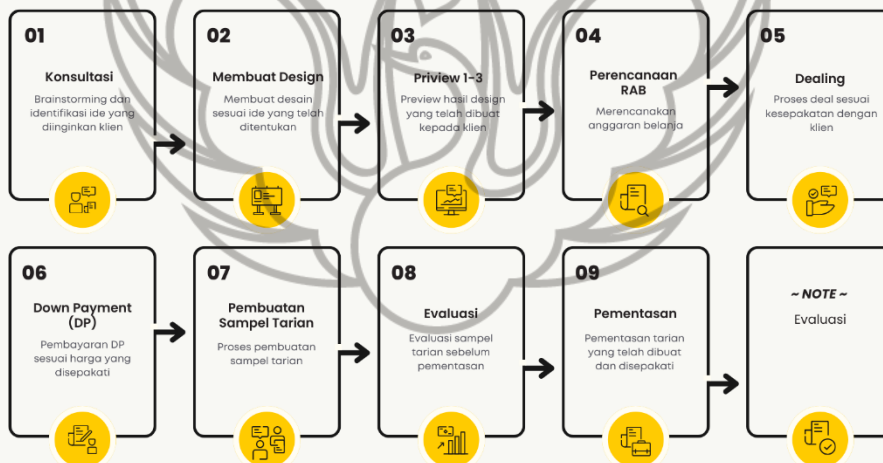 01
Konsultasi
Brainstorming dan
identifikasi ide yang
diinginkan klien
02
Membuat Design
Membuat desain
sesuai ide yang telah
ditentukan
03
Priview 1-3
Preview hasil design
yang telah dibuat
kepada klien
04
Perencanaan
RAB
Merencanakan
anggaran belanja
05
Dealing
Proses deal sesuai
kesepakatan dengan
klien
06
Down Payment
(DP)
Pembayaran DP
sesuai harga yang
disepakati
07
Pembuatan
Sampel Tarian
Proses pembuatan
sampel tarian
08
Evaluasi
Evaluasi sampel
tarian sebelum
pementasan
09
Pementasan
Pementasan tarian
yang telah dibuat
dan disepakati
~ NOTE ~
Evaluasi